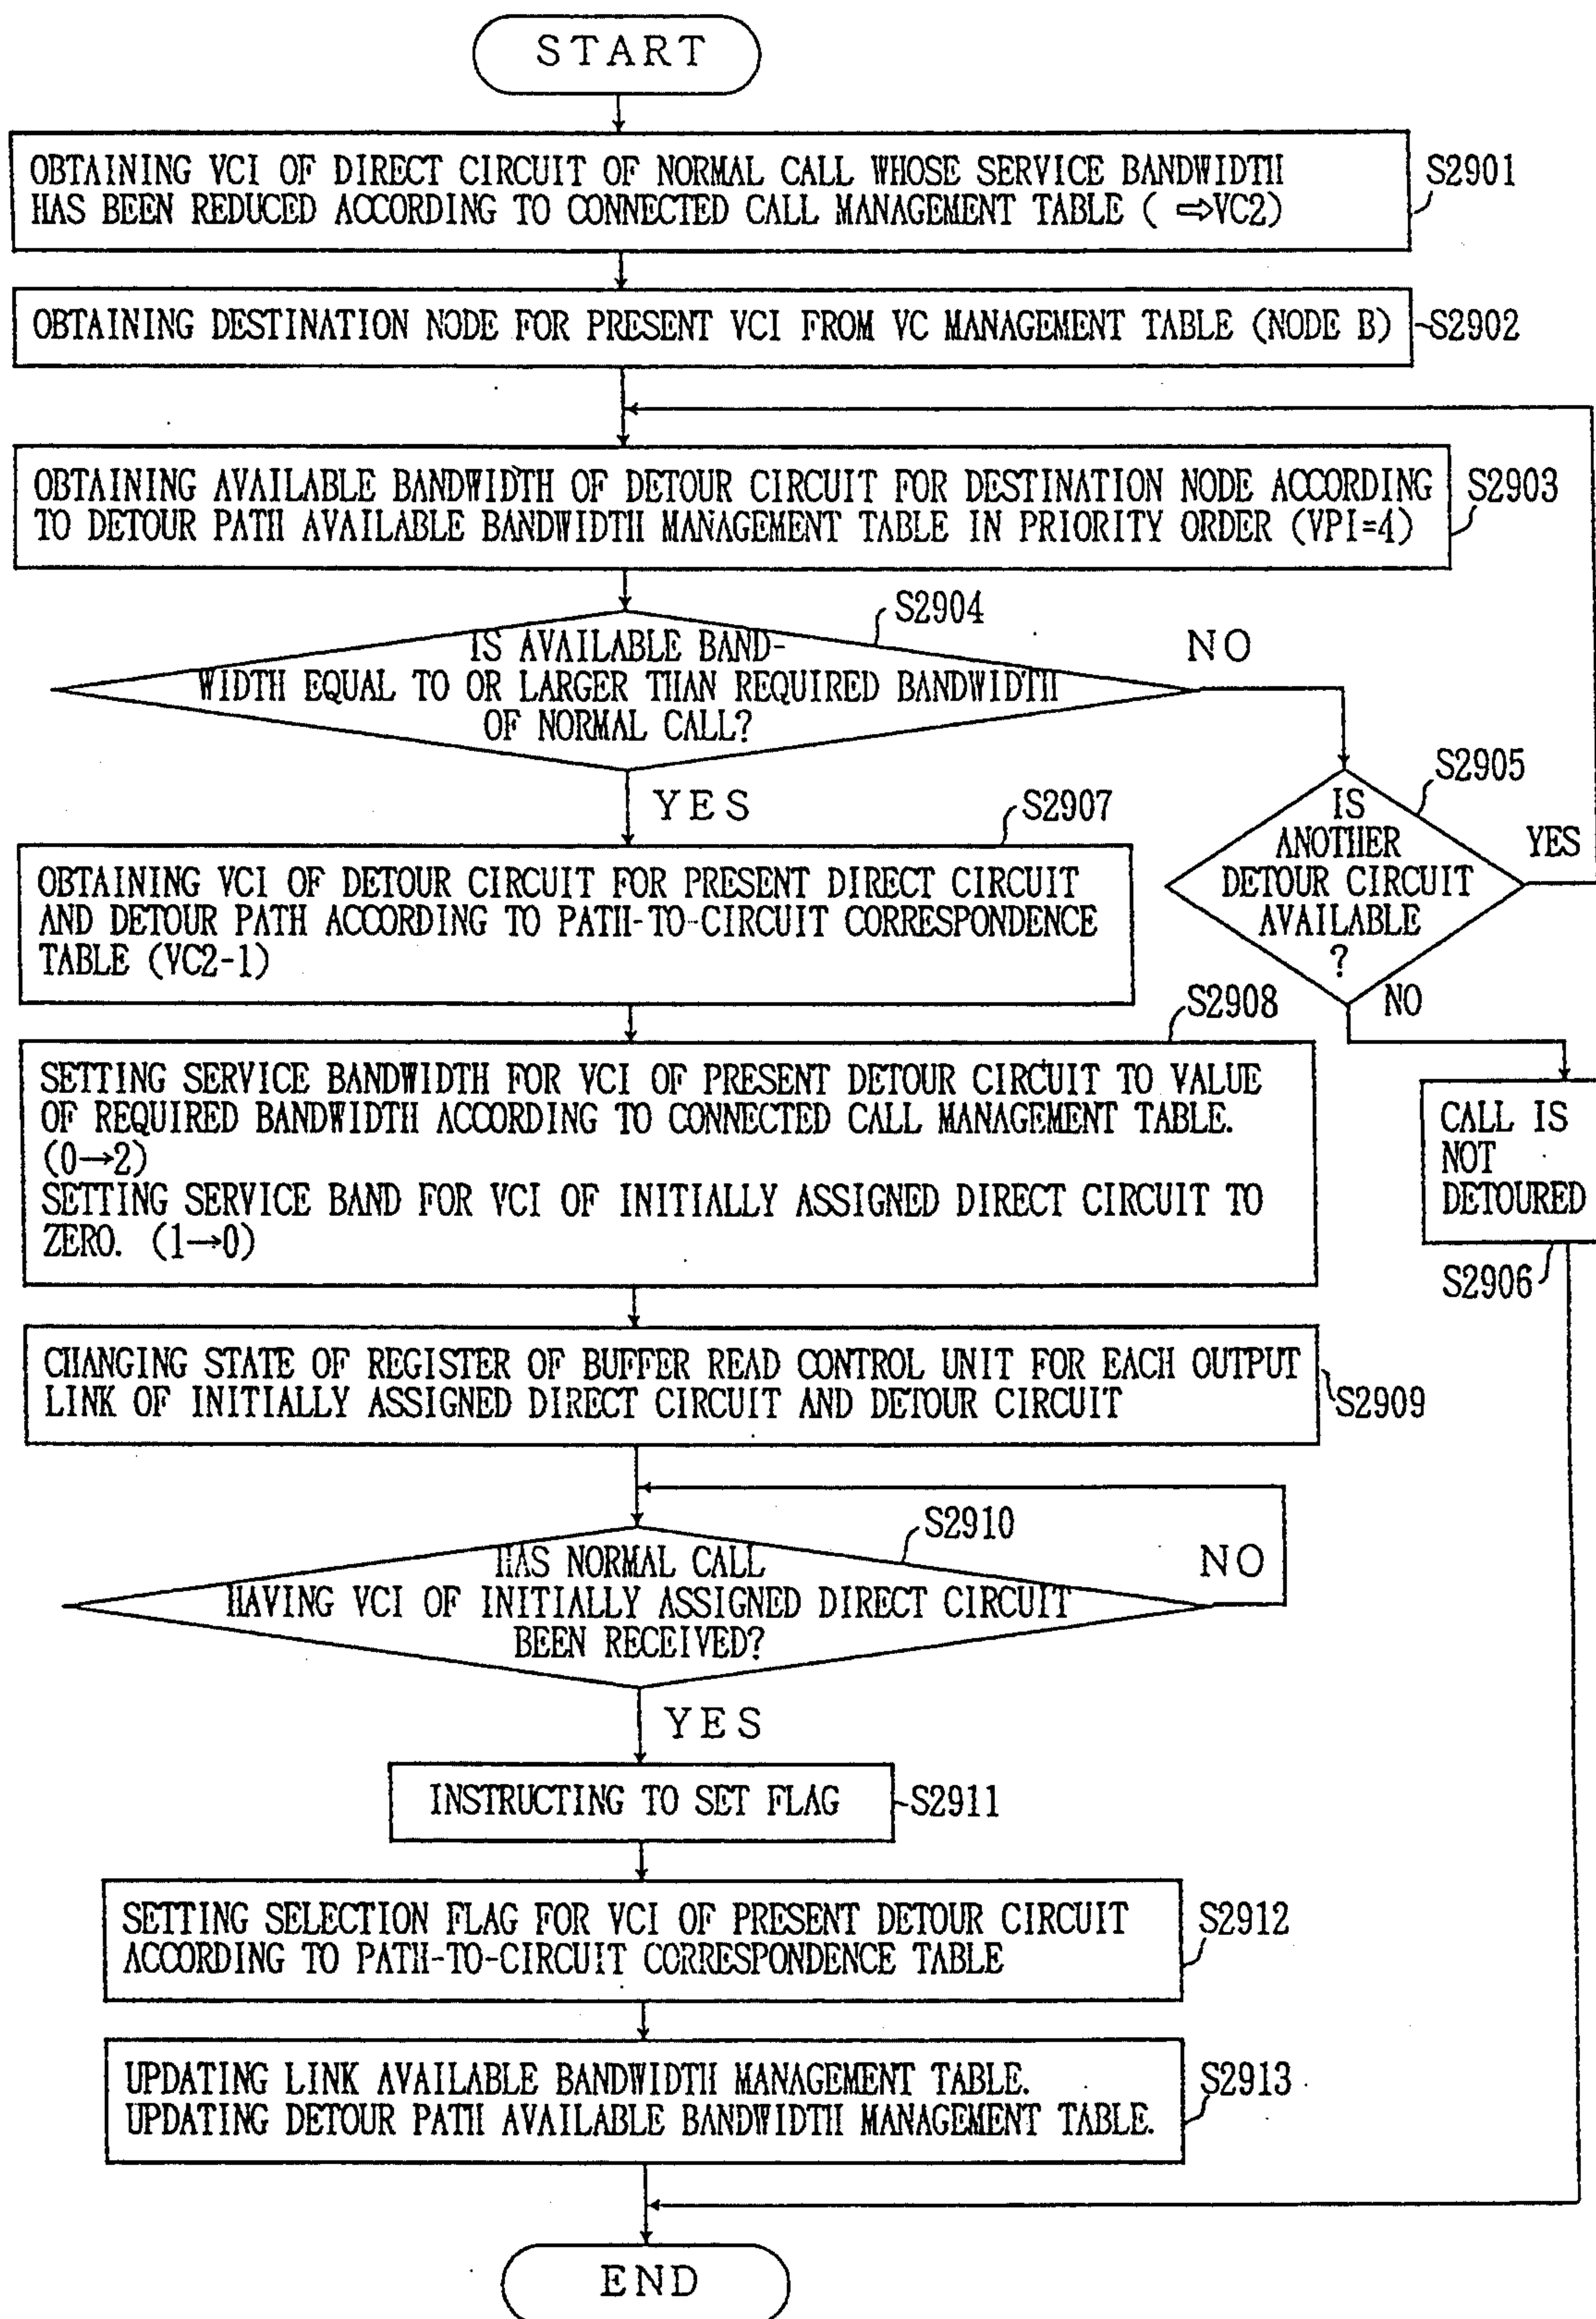 START
OBTAINING VCI OF DIRECT CIRCUIT OF NORMAL CALL WHOSE SERVICE BANDWIDTH
HAS BEEN REDUCED ACCORDING TO CONNECTED CALL MANAGEMENT TABLE ( ⇨VC2)
S2901
OBTAINING DESTINATION NODE FOR PRESENT VCI FROM VC MANAGEMENT TABLE (NODE B)
S2902
OBTAINING AVAILABLE BANDWIDTH OF DETOUR CIRCUIT FOR DESTINATION NODE ACCORDING
TO DETOUR PATH AVAILABLE BANDWIDTH MANAGEMENT TABLE IN PRIORITY ORDER (VPI=4)
S2903
S2904
IS AVAILABLE BAND-
WIDTH EQUAL TO OR LARGER THAN REQUIRED BANDWIDTH
OF NORMAL CALL?
NO
YES
S2905
IS
ANOTHER
DETOUR CIRCUIT
AVAILABLE
?
YES
NO
S2907
OBTAINING VCI OF DETOUR CIRCUIT FOR PRESENT DIRECT CIRCUIT
AND DETOUR PATH ACCORDING TO PATH-TO-CIRCUIT CORRESPONDENCE
TABLE (VC2-1)
S2908
SETTING SERVICE BANDWIDTH FOR VCI OF PRESENT DETOUR CIRCUIT TO VALUE
OF REQUIRED BANDWIDTH ACCORDING TO CONNECTED CALL MANAGEMENT TABLE.
(0→2)
SETTING SERVICE BAND FOR VCI OF INITIALLY ASSIGNED DIRECT CIRCUIT TO
ZERO. (1→0)
CALL IS
NOT
DETOURED
S2906
CHANGING STATE OF REGISTER OF BUFFER READ CONTROL UNIT FOR EACH OUTPUT
LINK OF INITIALLY ASSIGNED DIRECT CIRCUIT AND DETOUR CIRCUIT
S2909
S2910
HAS NORMAL CALL
HAVING VCI OF INITIALLY ASSIGNED DIRECT CIRCUIT
BEEN RECEIVED?
NO
YES
INSTRUCTING TO SET FLAG
S2911
SETTING SELECTION FLAG FOR VCI OF PRESENT DETOUR CIRCUIT
ACCORDING TO PATH-TO-CIRCUIT CORRESPONDENCE TABLE
S2912
UPDATING LINK AVAILABLE BANDWIDTH MANAGEMENT TABLE.
UPDATING DETOUR PATH AVAILABLE BANDWIDTH MANAGEMENT TABLE.
S2913
END